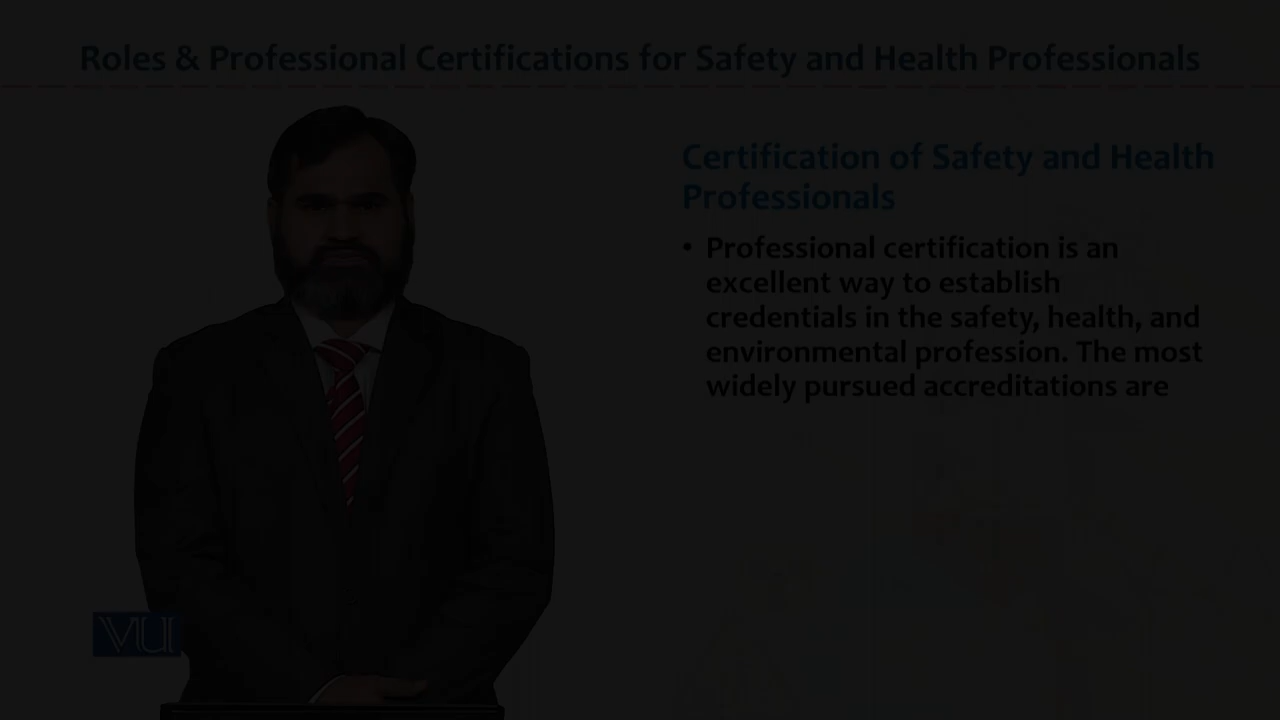 Roles & Professional Certifications for Safety and Health Professionals
Certification of Safety and Health
Professionals
• Professional certification is an
excellent way to establish
credentials in the safety, health, and
environmental profession. The most
widely pursued accreditations are
VU